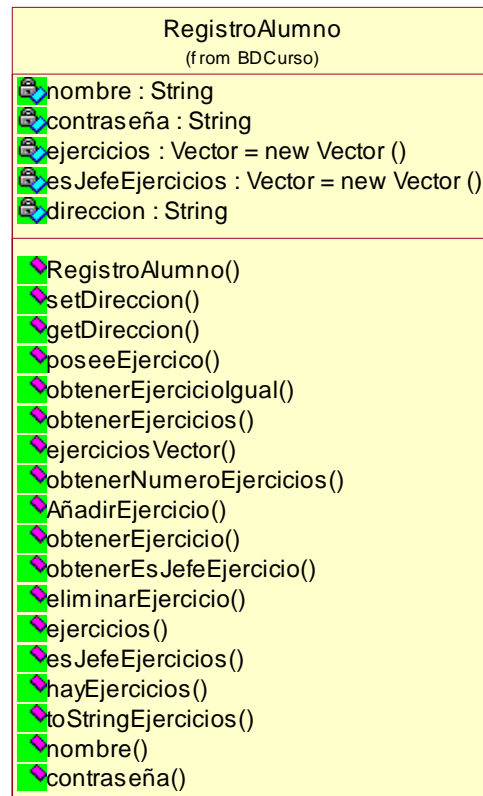 RegistroAlumno
(from BDCurso)
nombre : String
contraseña : String
ejercicios : Vector = new Vector ()
esJefeEjercicios : Vector = new Vector ()
direccion : String
RegistroAlumno()
setDireccion()
getDireccion()
poseeEjercico()
obtenerEjercicioIgual()
obtenerEjercicios()
ejerciciosVector()
obtenerNumeroEjercicios()
AñadirEjercicio()
obtenerEjercicio()
obtenerEsJefeEjercicio()
eliminarEjercicio()
ejercicios()
esJefeEjercicios()
hayEjercicios()
toStringEjercicios()
nombre()
contraseña()